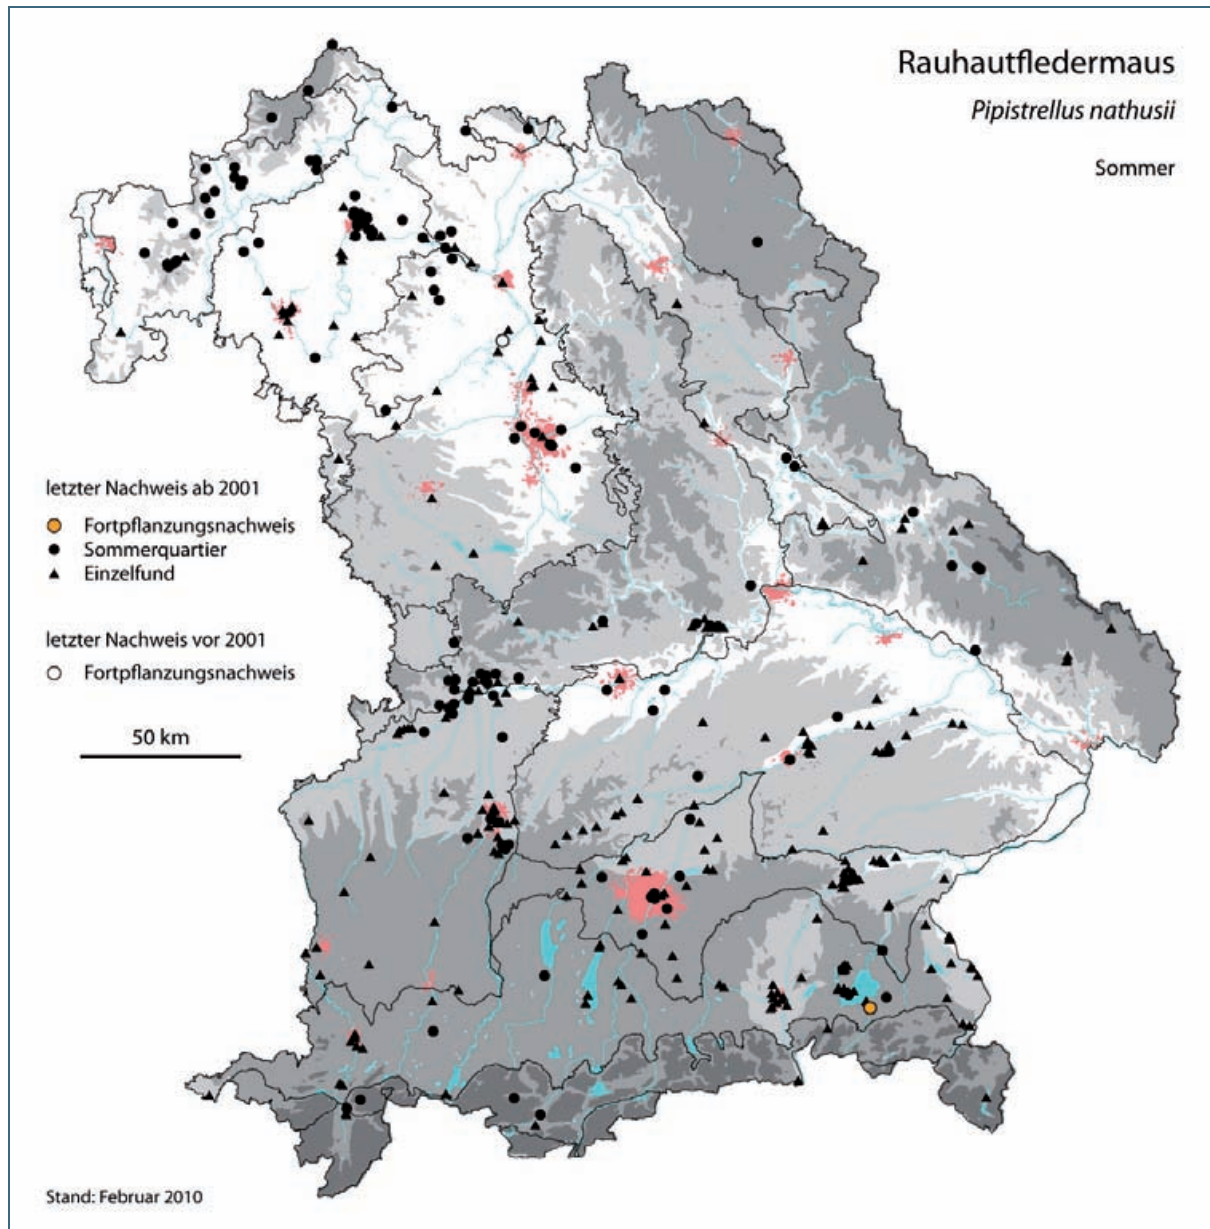 Rauhautfledermaus
Pipistrellus nathusii
Sommer
letzter Nachweis ab 2001
Fortpflanzungsnachweis
Sommerquartier
Einzelfund
letzter Nachweis vor 2001
Fortpflanzungsnachweis
50 km
Stand: Februar 2010